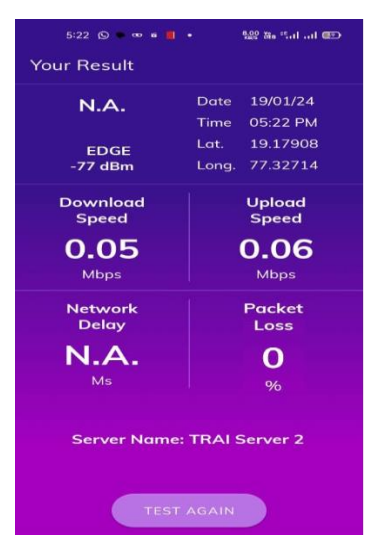 5:22
Your Result
N.A.
EDGE
-77 dBm
Date 19/01/24
Time 05:22 PM
Lat. 19.17908
Long. 77.32714
Download
Speed
0.05
Mbps
Upload
Speed
0.06
Mbps
Network
Delay
N.A.
Ms
Packet
Loss
0
%
Server Name: TRAI Server 2
TEST AGAIN